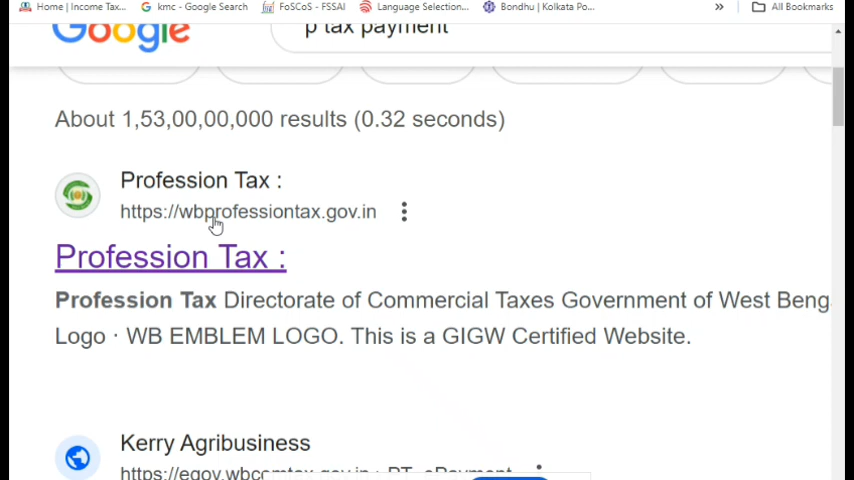 Home | Income Tax... kmc - Google Search FoSCoS - FSSAI Language Selection... Bondhu | Kolkata Po... » All Bookmarks
Google p tax payment
About 1,53,00,00,000 results (0.32 seconds)
Profession Tax :
https://wbprofessiontax.gov.in
Profession Tax :
Profession Tax Directorate of Commercial Taxes Government of West Beng
Logo · WB EMBLEM LOGO. This is a GIGW Certified Website.
Kerry Agribusiness
https://egov.wbcomtax.gov.in › PT_ePayment